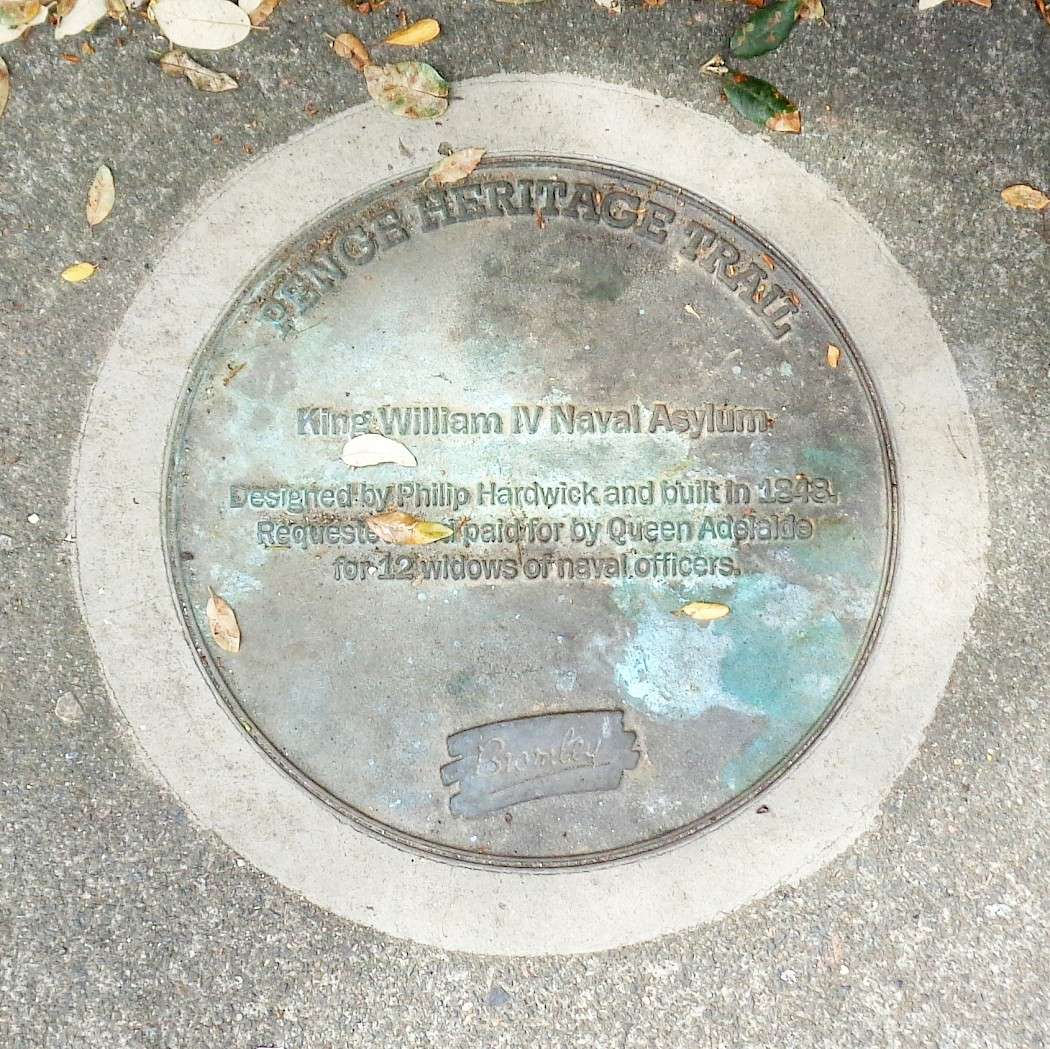 PENGE HERITAGE TRAIL
King William IV Naval Asylum
Designed by Philip Hardwick and built in 1848.
Requested paid for by Queen Adelaide
for 12 widows of naval officers.
Bromley